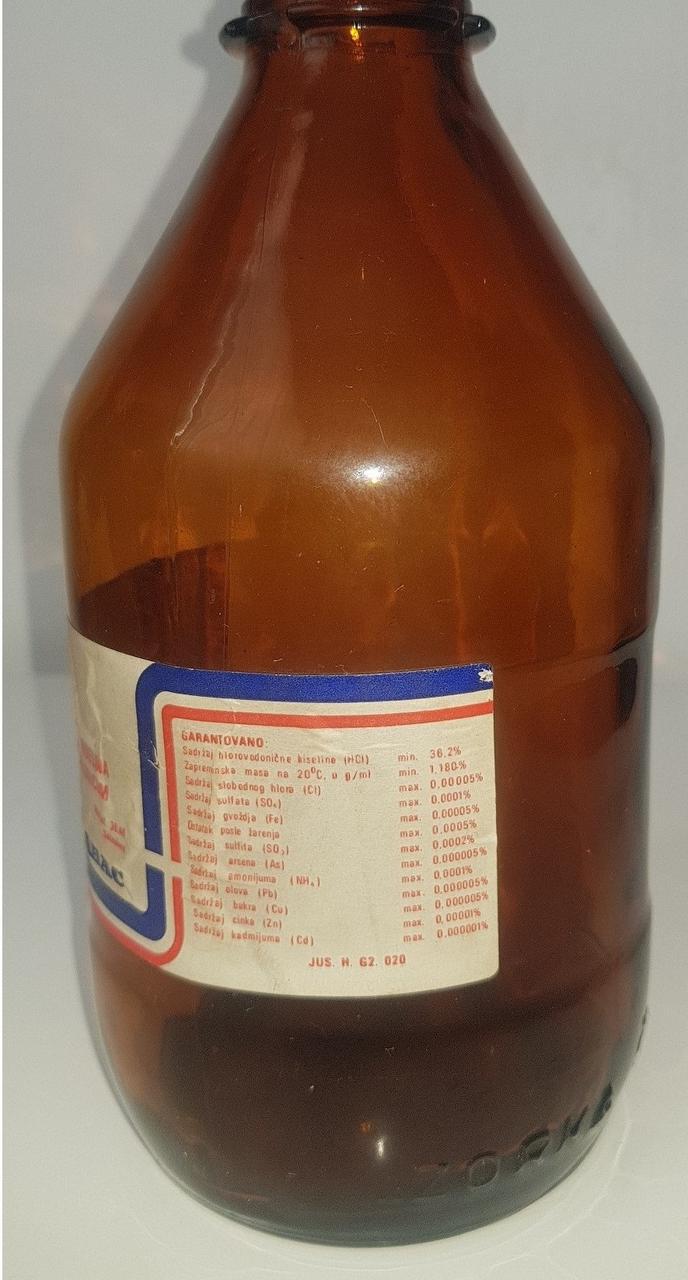 GARANTOVANO:
Sadržaj hlorovodonične kiseline (HCl) min. 36,2%
Zapreminska masa na 20°C, u g/ml min. 1,180%
Sadržaj slobodnog hlora (Cl) max. 0,00005%
Sadržaj sulfata (SO₄) max. 0,0001%
Sadržaj gvoždja (Fe) max. 0,00005%
Ostatak posle žarenja max. 0,0005%
Sadržaj sulfita (SO₃) max. 0,0002%
Sadržaj arsena (As) max. 0,000005%
Sadržaj amonijuma (NH₄) max. 0,0001%
Sadržaj olova (Pb) max. 0,000005%
Sadržaj bakra (Cu) max. 0,000005%
Sadržaj cinka (Zn) max. 0,00001%
Sadržaj kadmijuma (Cd) max. 0,000001%
JUS. H. G2. 020
ZORKA